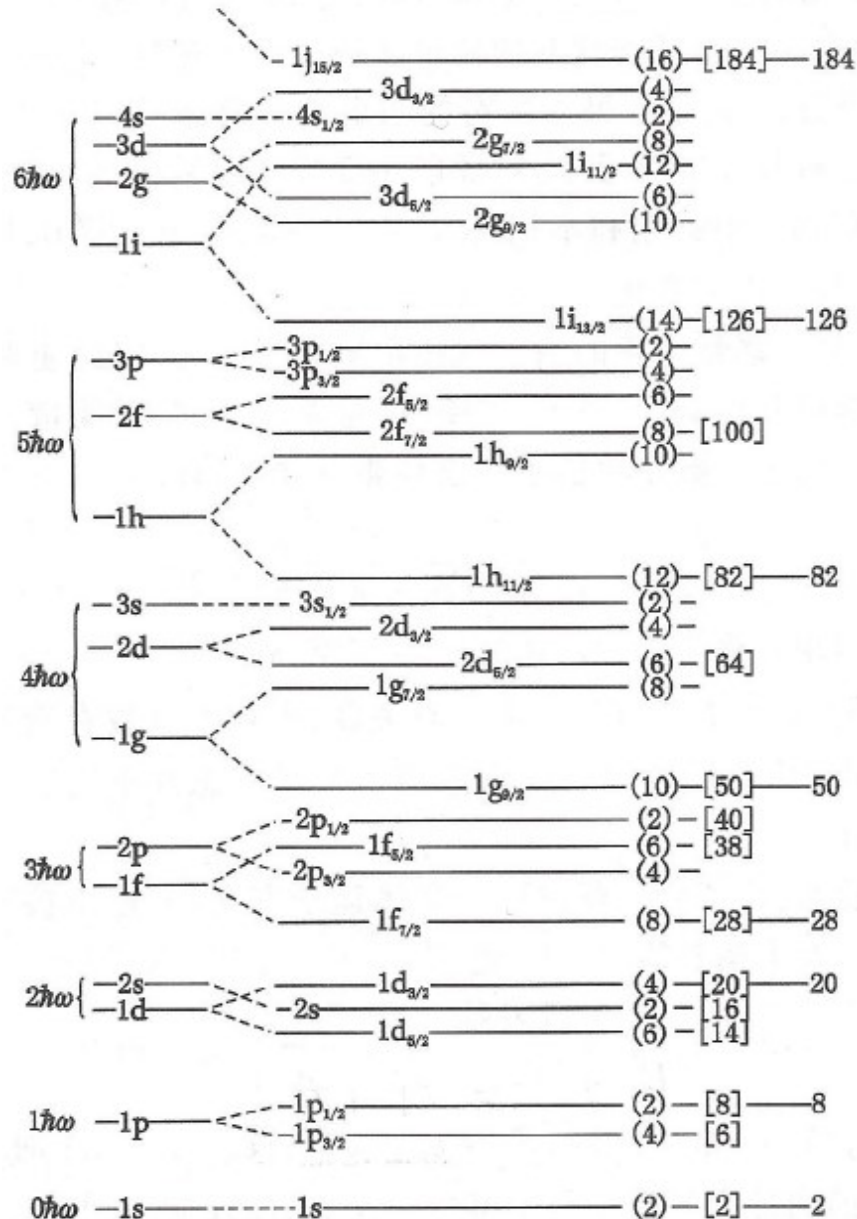 1j15/2 (16) [184] 184
3d3/2 (4)
4s 4s1/2 (2)
3d
2g7/2 (8)
1i11/2 (12)
6ħω 2g
3d5/2 (6)
2g9/2 (10)
1i
1i13/2 (14) [126] 126
3p1/2 (2)
3p
3p3/2 (4)
2f5/2 (6)
2f
2f7/2 (8) [100]
5ħω
1h9/2 (10)
1h
1h11/2 (12) [82] 82
3s 3s1/2 (2)
2d3/2 (4)
2d
2d5/2 (6) [64]
4ħω
1g7/2 (8)
1g
1g9/2 (10) [50] 50
2p1/2 (2) [40]
2p 1f5/2 (6) [38]
3ħω
2p3/2 (4)
1f
1f7/2 (8) [28] 28
2s 1d3/2 (4) [20] 20
2ħω
1d 2s (2) [16]
1d5/2 (6) [14]
1p1/2 (2) [8] 8
1ħω 1p
1p3/2 (4) [6]
0ħω 1s 1s (2) [2] 2